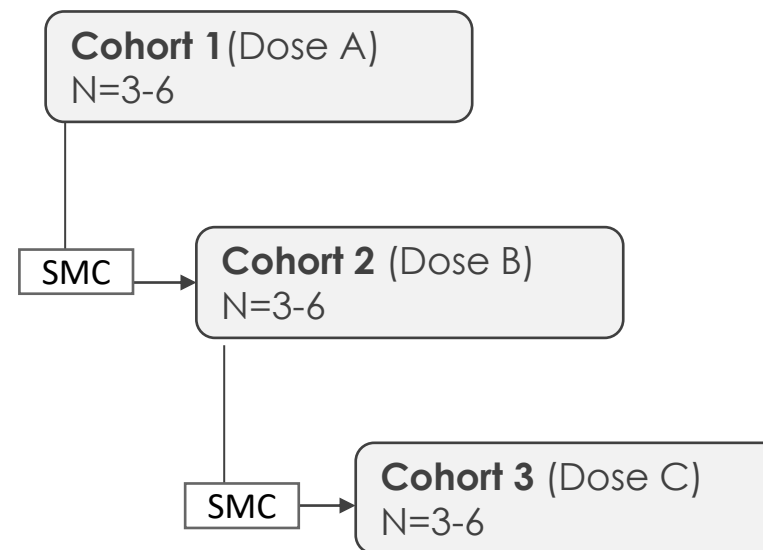 Cohort 1(Dose A)
N=3-6
SMC
Cohort 2 (Dose B)
N=3-6
SMC
Cohort 3 (Dose C)
N=3-6